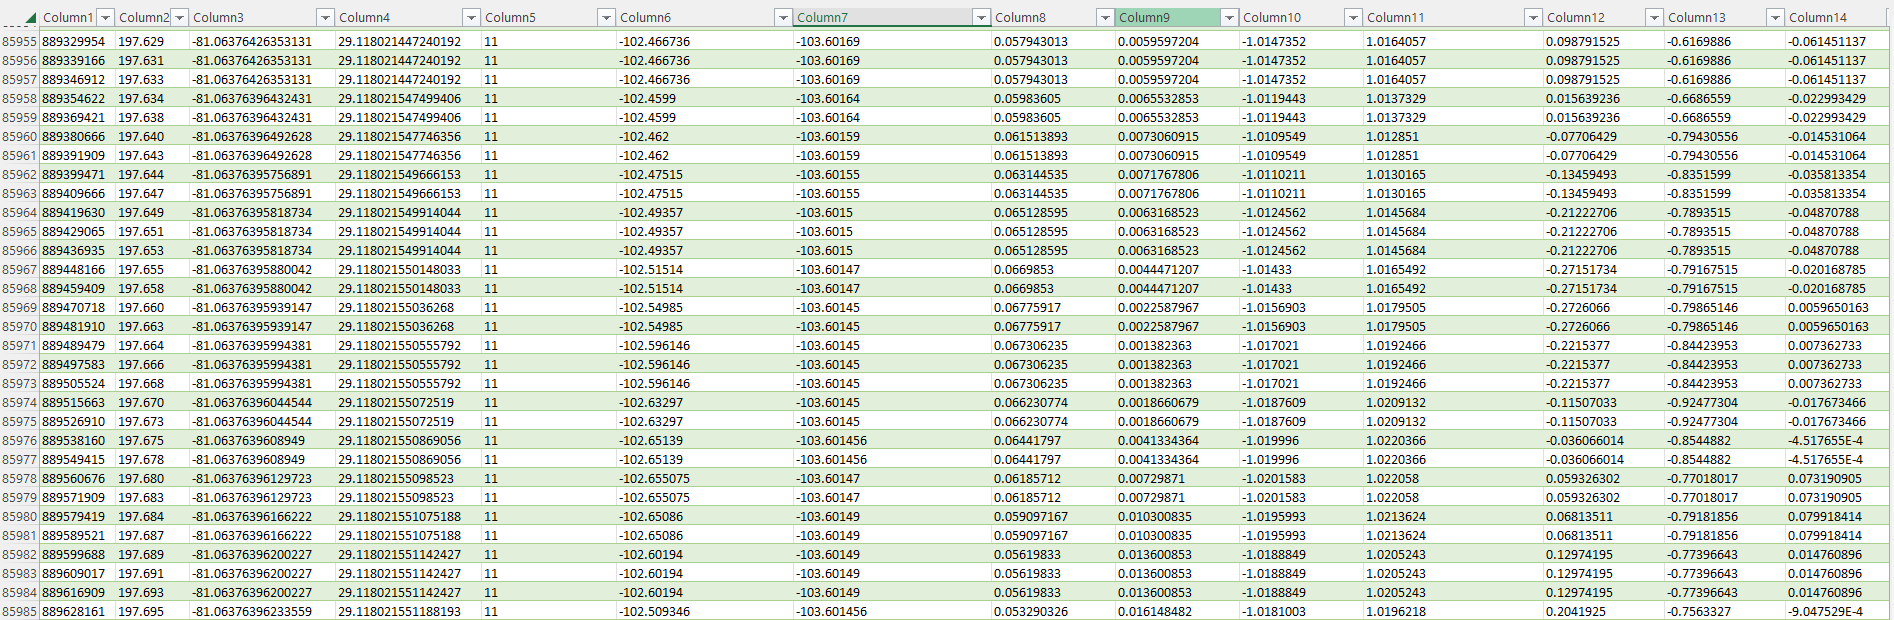 Column1 Column2 Column3 Column4 Column5 Column6 Column7 Column8 Column9 Column10 Column11 Column12 Column13 Column14
85955 889329954 197.629 -81.06376426353131 29.118021447240192 11 -102.466736 -103.60169 0.057943013 0.0059597204 -1.0147352 1.0164057 0.098791525 -0.6169886 -0.061451137
85956 889339166 197.631 -81.06376426353131 29.118021447240192 11 -102.466736 -103.60169 0.057943013 0.0059597204 -1.0147352 1.0164057 0.098791525 -0.6169886 -0.061451137
85957 889346912 197.633 -81.06376426353131 29.118021447240192 11 -102.466736 -103.60169 0.057943013 0.0059597204 -1.0147352 1.0164057 0.098791525 -0.6169886 -0.061451137
85958 889354622 197.634 -81.06376396432431 29.118021547499406 11 -102.4599 -103.60164 0.05983605 0.0065532853 -1.0119443 1.0137329 0.015639236 -0.6686559 -0.022993429
85959 889369421 197.638 -81.06376396432431 29.118021547499406 11 -102.4599 -103.60164 0.05983605 0.0065532853 -1.0119443 1.0137329 0.015639236 -0.6686559 -0.022993429
85960 889380666 197.640 -81.06376396492628 29.118021547746356 11 -102.462 -103.60159 0.061513893 0.0073060915 -1.0109549 1.012851 -0.07706429 -0.79430556 -0.014531064
85961 889391909 197.643 -81.06376396492628 29.118021547746356 11 -102.462 -103.60159 0.061513893 0.0073060915 -1.0109549 1.012851 -0.07706429 -0.79430556 -0.014531064
85962 889399471 197.644 -81.06376395756891 29.118021549666153 11 -102.47515 -103.60155 0.063144535 0.0071767806 -1.0110211 1.0130165 -0.13459493 -0.8351599 -0.035813354
85963 889409666 197.647 -81.06376395756891 29.118021549666153 11 -102.47515 -103.60155 0.063144535 0.0071767806 -1.0110211 1.0130165 -0.13459493 -0.8351599 -0.035813354
85964 889419630 197.649 -81.06376395818734 29.118021549914044 11 -102.49357 -103.6015 0.065128595 0.0063168523 -1.0124562 1.0145684 -0.21222706 -0.7893515 -0.04870788
85965 889429065 197.651 -81.06376395818734 29.118021549914044 11 -102.49357 -103.6015 0.065128595 0.0063168523 -1.0124562 1.0145684 -0.21222706 -0.7893515 -0.04870788
85966 889436935 197.653 -81.06376395818734 29.118021549914044 11 -102.49357 -103.6015 0.065128595 0.0063168523 -1.0124562 1.0145684 -0.21222706 -0.7893515 -0.04870788
85967 889448166 197.655 -81.06376395880042 29.118021550148033 11 -102.51514 -103.60147 0.0669853 0.0044471207 -1.01433 1.0165492 -0.27151734 -0.79167515 -0.020168785
85968 889459409 197.658 -81.06376395880042 29.118021550148033 11 -102.51514 -103.60147 0.0669853 0.0044471207 -1.01433 1.0165492 -0.27151734 -0.79167515 -0.020168785
85969 889470718 197.660 -81.06376395939147 29.11802155036268 11 -102.54985 -103.60145 0.06775917 0.0022587967 -1.0156903 1.0179505 -0.2726066 -0.79865146 0.0059650163
85970 889481910 197.663 -81.06376395939147 29.11802155036268 11 -102.54985 -103.60145 0.06775917 0.0022587967 -1.0156903 1.0179505 -0.2726066 -0.79865146 0.0059650163
85971 889489479 197.664 -81.06376395994381 29.118021550555792 11 -102.596146 -103.60145 0.067306235 0.001382363 -1.017021 1.0192466 -0.2215377 -0.84423953 0.007362733
85972 889497583 197.666 -81.06376395994381 29.118021550555792 11 -102.596146 -103.60145 0.067306235 0.001382363 -1.017021 1.0192466 -0.2215377 -0.84423953 0.007362733
85973 889505524 197.668 -81.06376395994381 29.118021550555792 11 -102.596146 -103.60145 0.067306235 0.001382363 -1.017021 1.0192466 -0.2215377 -0.84423953 0.007362733
85974 889515663 197.670 -81.06376396044544 29.11802155072519 11 -102.63297 -103.60145 0.066230774 0.0018660679 -1.0187609 1.0209132 -0.11507033 -0.92477304 -0.017673466
85975 889526910 197.673 -81.06376396044544 29.11802155072519 11 -102.63297 -103.60145 0.066230774 0.0018660679 -1.0187609 1.0209132 -0.11507033 -0.92477304 -0.017673466
85976 889538160 197.675 -81.0637639608949 29.118021550869056 11 -102.65139 -103.601456 0.06441797 0.0041334364 -1.019996 1.0220366 -0.036066014 -0.8544882 -4.517655E-4
85977 889549415 197.678 -81.0637639608949 29.118021550869056 11 -102.65139 -103.601456 0.06441797 0.0041334364 -1.019996 1.0220366 -0.036066014 -0.8544882 -4.517655E-4
85978 889560676 197.680 -81.06376396129723 29.11802155098523 11 -102.655075 -103.60147 0.06185712 0.00729871 -1.0201583 1.022058 0.059326302 -0.77018017 0.073190905
85979 889571909 197.683 -81.06376396129723 29.11802155098523 11 -102.655075 -103.60147 0.06185712 0.00729871 -1.0201583 1.022058 0.059326302 -0.77018017 0.073190905
85980 889579419 197.684 -81.06376396166222 29.118021551075188 11 -102.65086 -103.60149 0.059097167 0.010300835 -1.0195993 1.0213624 0.06813511 -0.79181856 0.079918414
85981 889589521 197.687 -81.06376396166222 29.118021551075188 11 -102.65086 -103.60149 0.059097167 0.010300835 -1.0195993 1.0213624 0.06813511 -0.79181856 0.079918414
85982 889599688 197.689 -81.06376396200227 29.118021551142427 11 -102.60194 -103.60149 0.05619833 0.013600853 -1.0188849 1.0205243 0.12974195 -0.77396643 0.014760896
85983 889609017 197.691 -81.06376396200227 29.118021551142427 11 -102.60194 -103.60149 0.05619833 0.013600853 -1.0188849 1.0205243 0.12974195 -0.77396643 0.014760896
85984 889616909 197.693 -81.06376396200227 29.118021551142427 11 -102.60194 -103.60149 0.05619833 0.013600853 -1.0188849 1.0205243 0.12974195 -0.77396643 0.014760896
85985 889628161 197.695 -81.06376396233559 29.118021551188193 11 -102.509346 -103.601456 0.053290326 0.016148482 -1.0181003 1.0196218 0.2041925 -0.7563327 -9.047529E-4